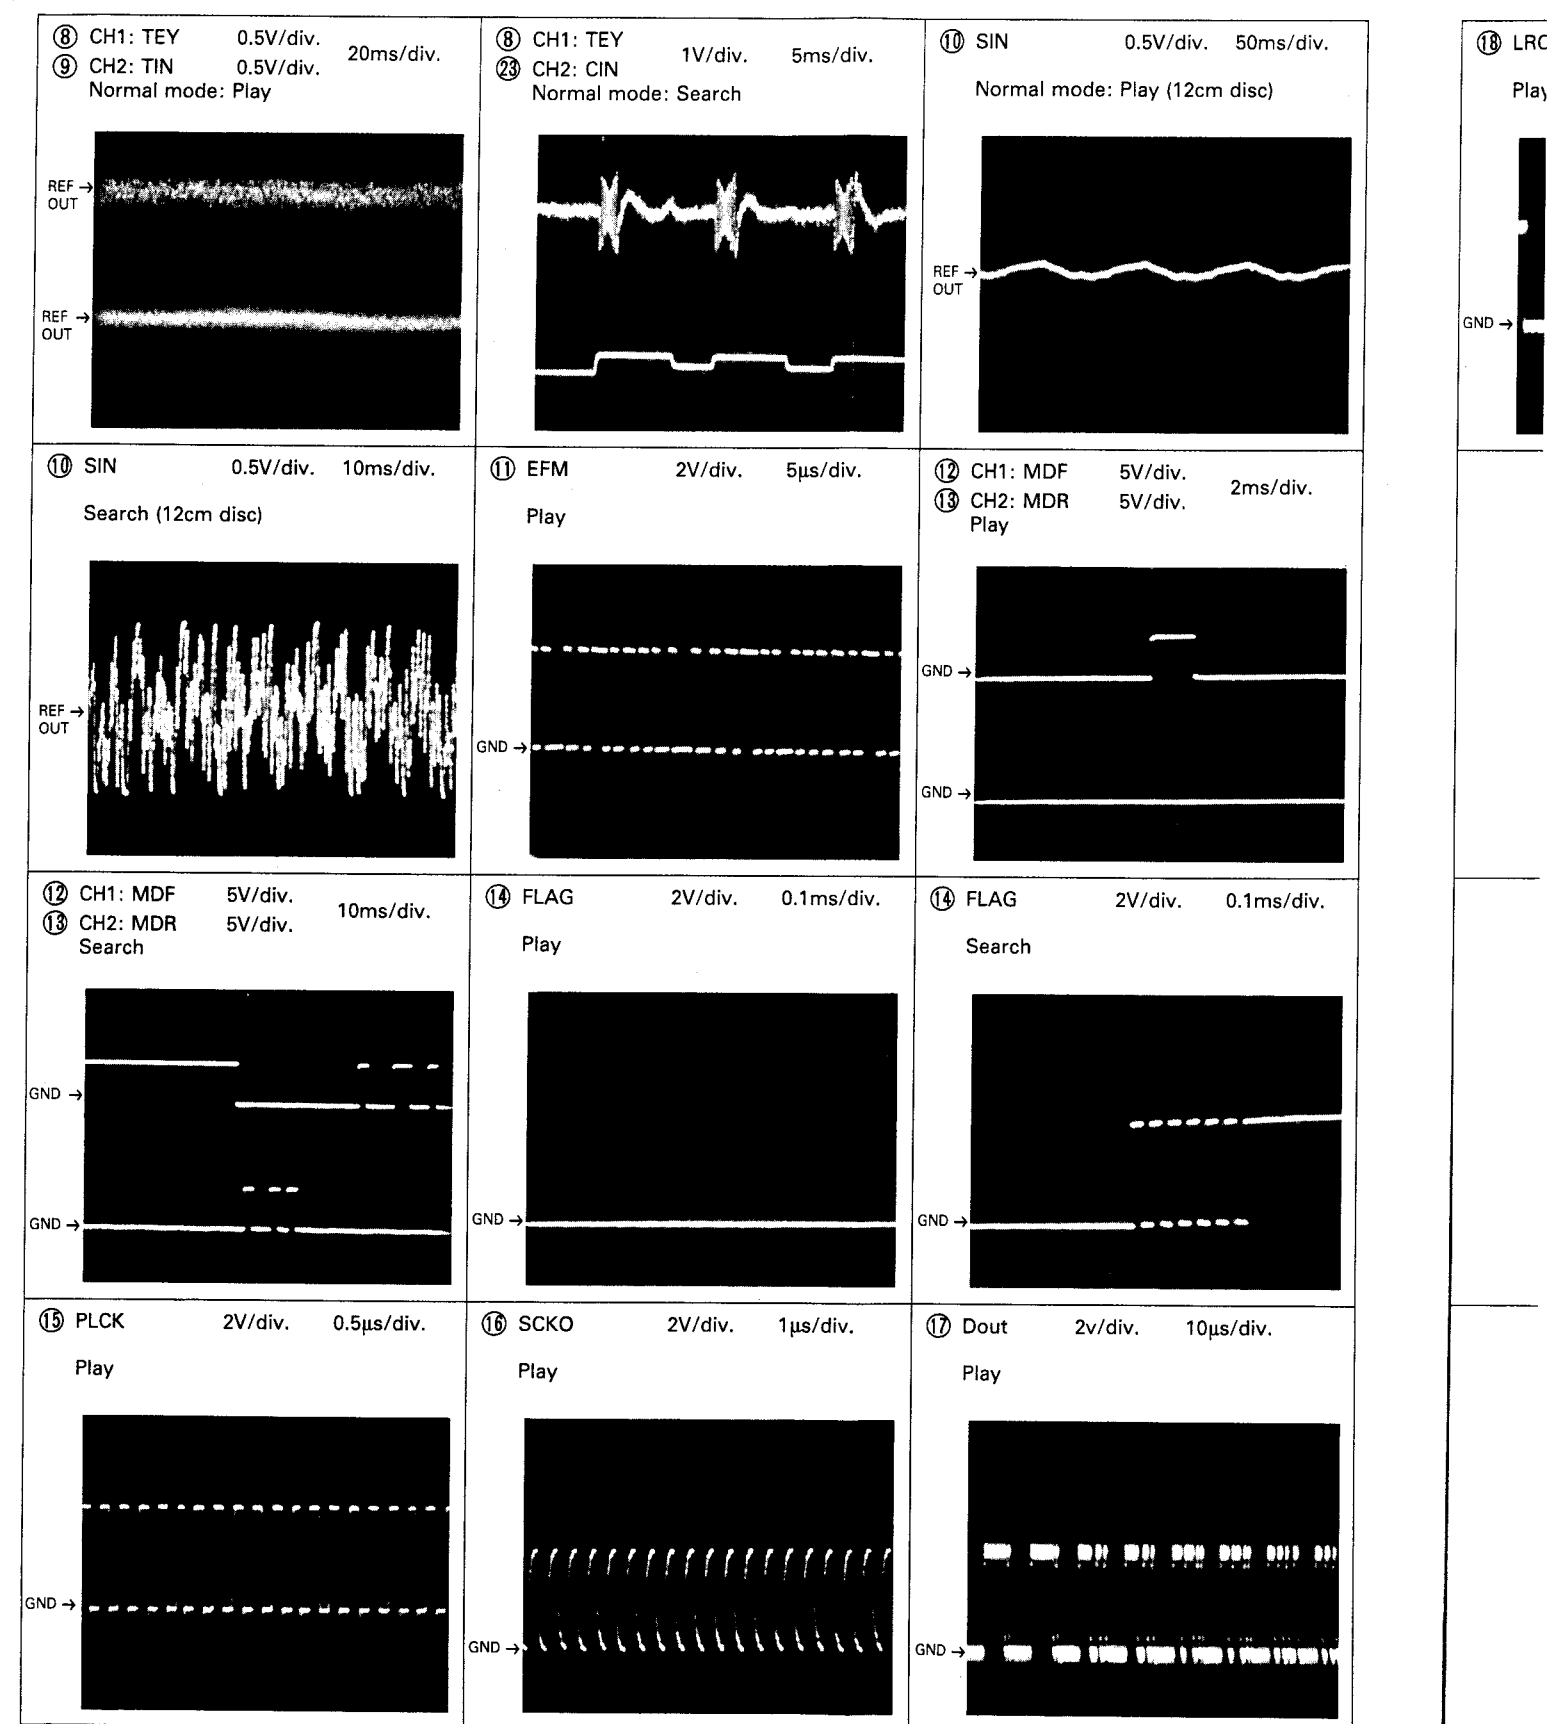 ⑧ CH1: TEY 0.5V/div. 20ms/div.
⑨ CH2: TIN 0.5V/div.
Normal mode: Play
REF →
OUT
REF →
OUT
⑧ CH1: TEY 1V/div. 5ms/div.
㉓ CH2: CIN
Normal mode: Search
⑩ SIN 0.5V/div. 50ms/div.
Normal mode: Play (12cm disc)
REF →
OUT
⑱ LRC
Play
GND →
⑩ SIN 0.5V/div. 10ms/div.
Search (12cm disc)
REF →
OUT
⑪ EFM 2V/div. 5μs/div.
Play
GND →
⑫ CH1: MDF 5V/div. 2ms/div.
⑬ CH2: MDR 5V/div.
Play
GND →
GND →
⑫ CH1: MDF 5V/div. 10ms/div.
⑬ CH2: MDR 5V/div.
Search
GND →
GND →
⑭ FLAG 2V/div. 0.1ms/div.
Play
GND →
⑭ FLAG 2V/div. 0.1ms/div.
Search
GND →
⑮ PLCK 2V/div. 0.5μs/div.
Play
GND →
⑯ SCKO 2V/div. 1μs/div.
Play
GND →
⑰ Dout 2v/div. 10μs/div.
Play
GND →